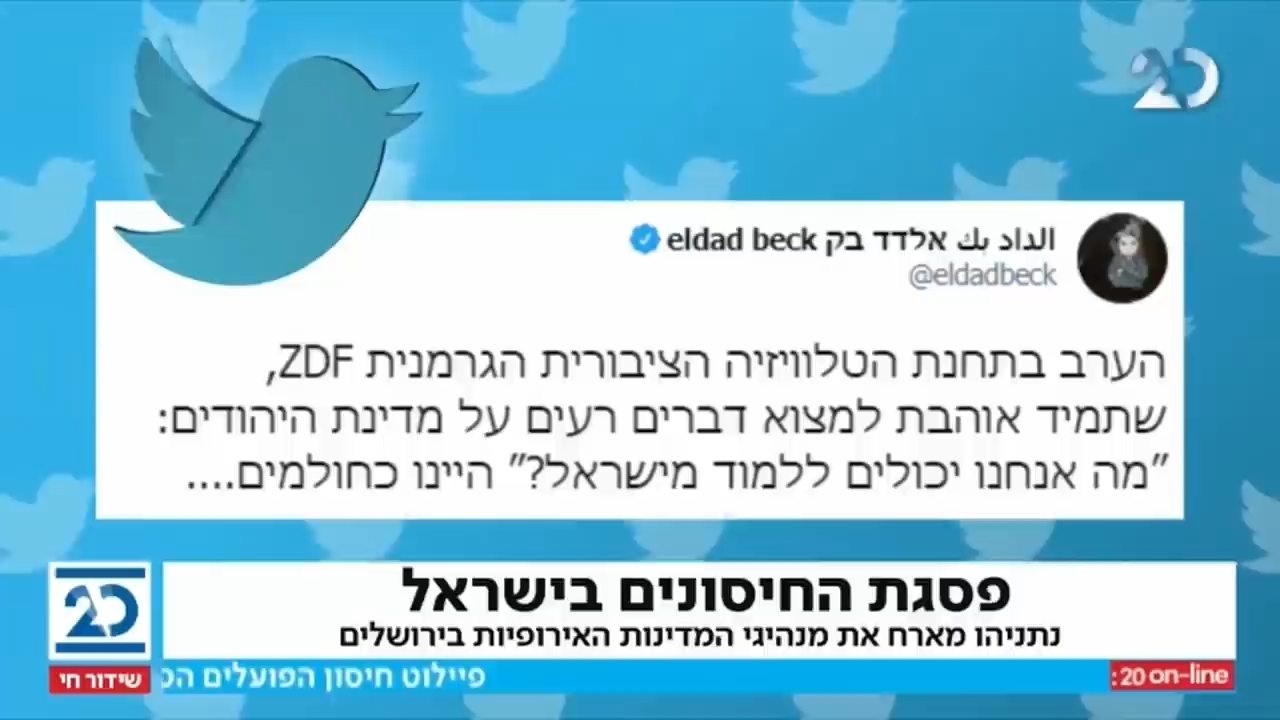 20
الداد بك אלדד בק eldad beck
@eldadbeck
הערב בתחנת הטלוויזיה הציבורית הגרמנית ZDF,
שתמיד אוהבת למצוא דברים רעים על מדינת היהודים:
"מה אנחנו יכולים ללמוד מישראל?" היינו כחולמים....
פסגת החיסונים בישראל
נתניהו מארח את מנהיגי המדינות האירופיות בירושלים
20
שידור חי
פיילוט חיסון הפועלים
20 on-line: